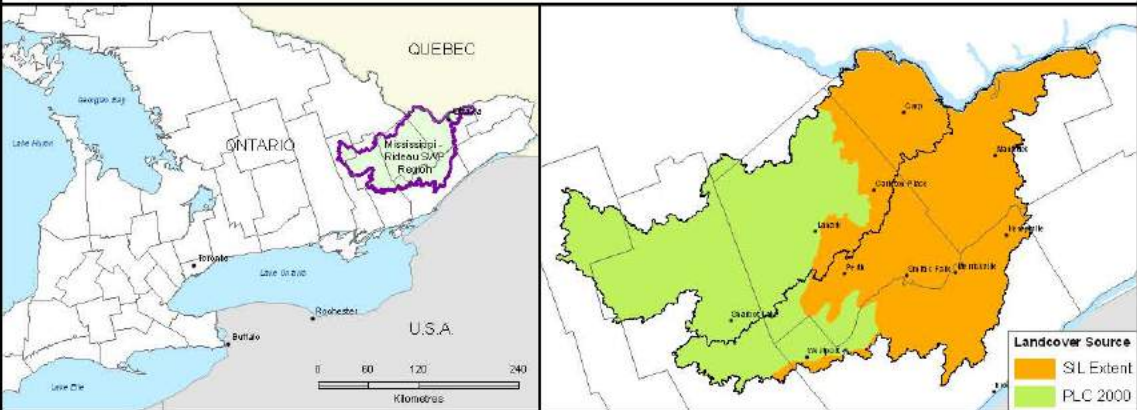 QUEBEC
Georgian Bay
Lake Huron
ONTARIO
Mississippi -
Rideau SWP
Region
Toronto
Lake Ontario
Rochester
U.S.A.
Buffalo
Lake Erie
0 60 120 240
Kilometres
Carp
Carleton Place
Lanark
Perth
Smiths Falls
Merrickville
Kemptville
Sharbot Lake
Westport
Landcover Source
SIL Extent
PLC 2000